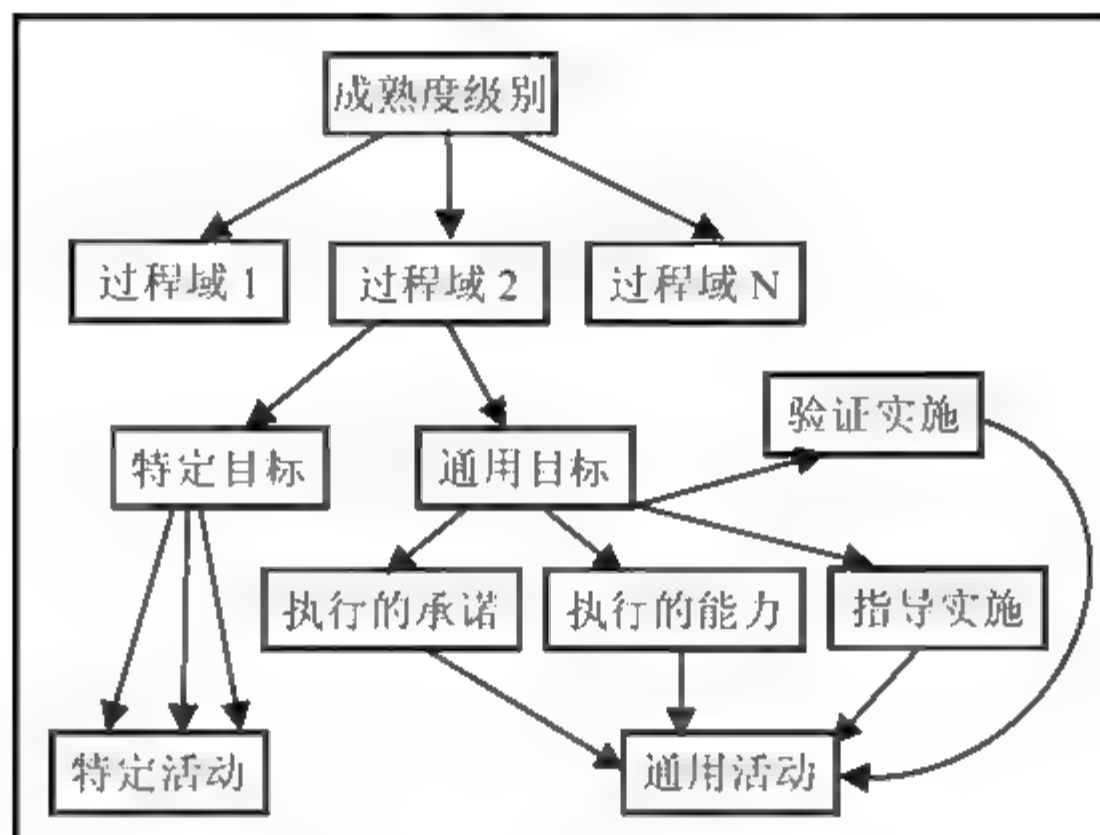 成熟度级别
过程域 1
过程域 2
过程域 N
验证实施
特定目标
通用目标
执行的承诺
执行的能力
指导实施
特定活动
通用活动